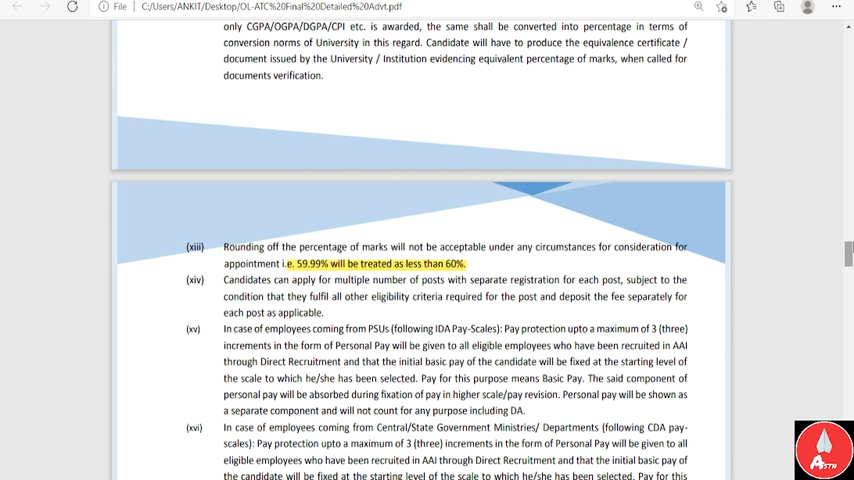 File
C:/Users/ANKIT/Desktop/OL-ATC%20Final%20Detailed%20Advt.pdf
only CGPA/OGPA/DGPA/CPI etc. is awarded, the same shall be converted into percentage in terms of
conversion norms of University in this regard. Candidate will have to produce the equivalence certificate /
document issued by the University / Institution evidencing equivalent percentage of marks, when called for
documents verification.
(xiii) Rounding off the percentage of marks will not be acceptable under any circumstances for consideration for
appointment i.e. 59.99% will be treated as less than 60%.
(xiv) Candidates can apply for multiple number of posts with separate registration for each post, subject to the
condition that they fulfil all other eligibility criteria required for the post and deposit the fee separately for
each post as applicable.
(xv) In case of employees coming from PSUs (following IDA Pay-Scales): Pay protection upto a maximum of 3 (three)
increments in the form of Personal Pay will be given to all eligible employees who have been recruited in AAI
through Direct Recruitment and that the initial basic pay of the candidate will be fixed at the starting level of
the scale to which he/she has been selected. Pay for this purpose means Basic Pay. The said component of
personal pay will be absorbed during fixation of pay in higher scale/pay revision. Personal pay will be shown as
a separate component and will not count for any purpose including DA.
(xvi) In case of employees coming from Central/State Government Ministries/ Departments (following CDA pay-
scales): Pay protection upto a maximum of 3 (three) increments in the form of Personal Pay will be given to all
eligible employees who have been recruited in AAI through Direct Recruitment and that the initial basic pay of
the candidate will be fixed at the starting level of the scale to which he/she has been selected. Pay for this
ASTN